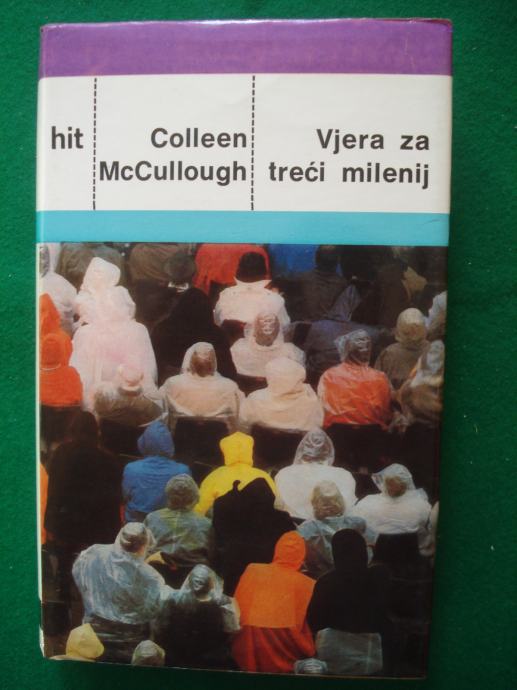 hit
Colleen
McCullough
Vjera za
treći milenij